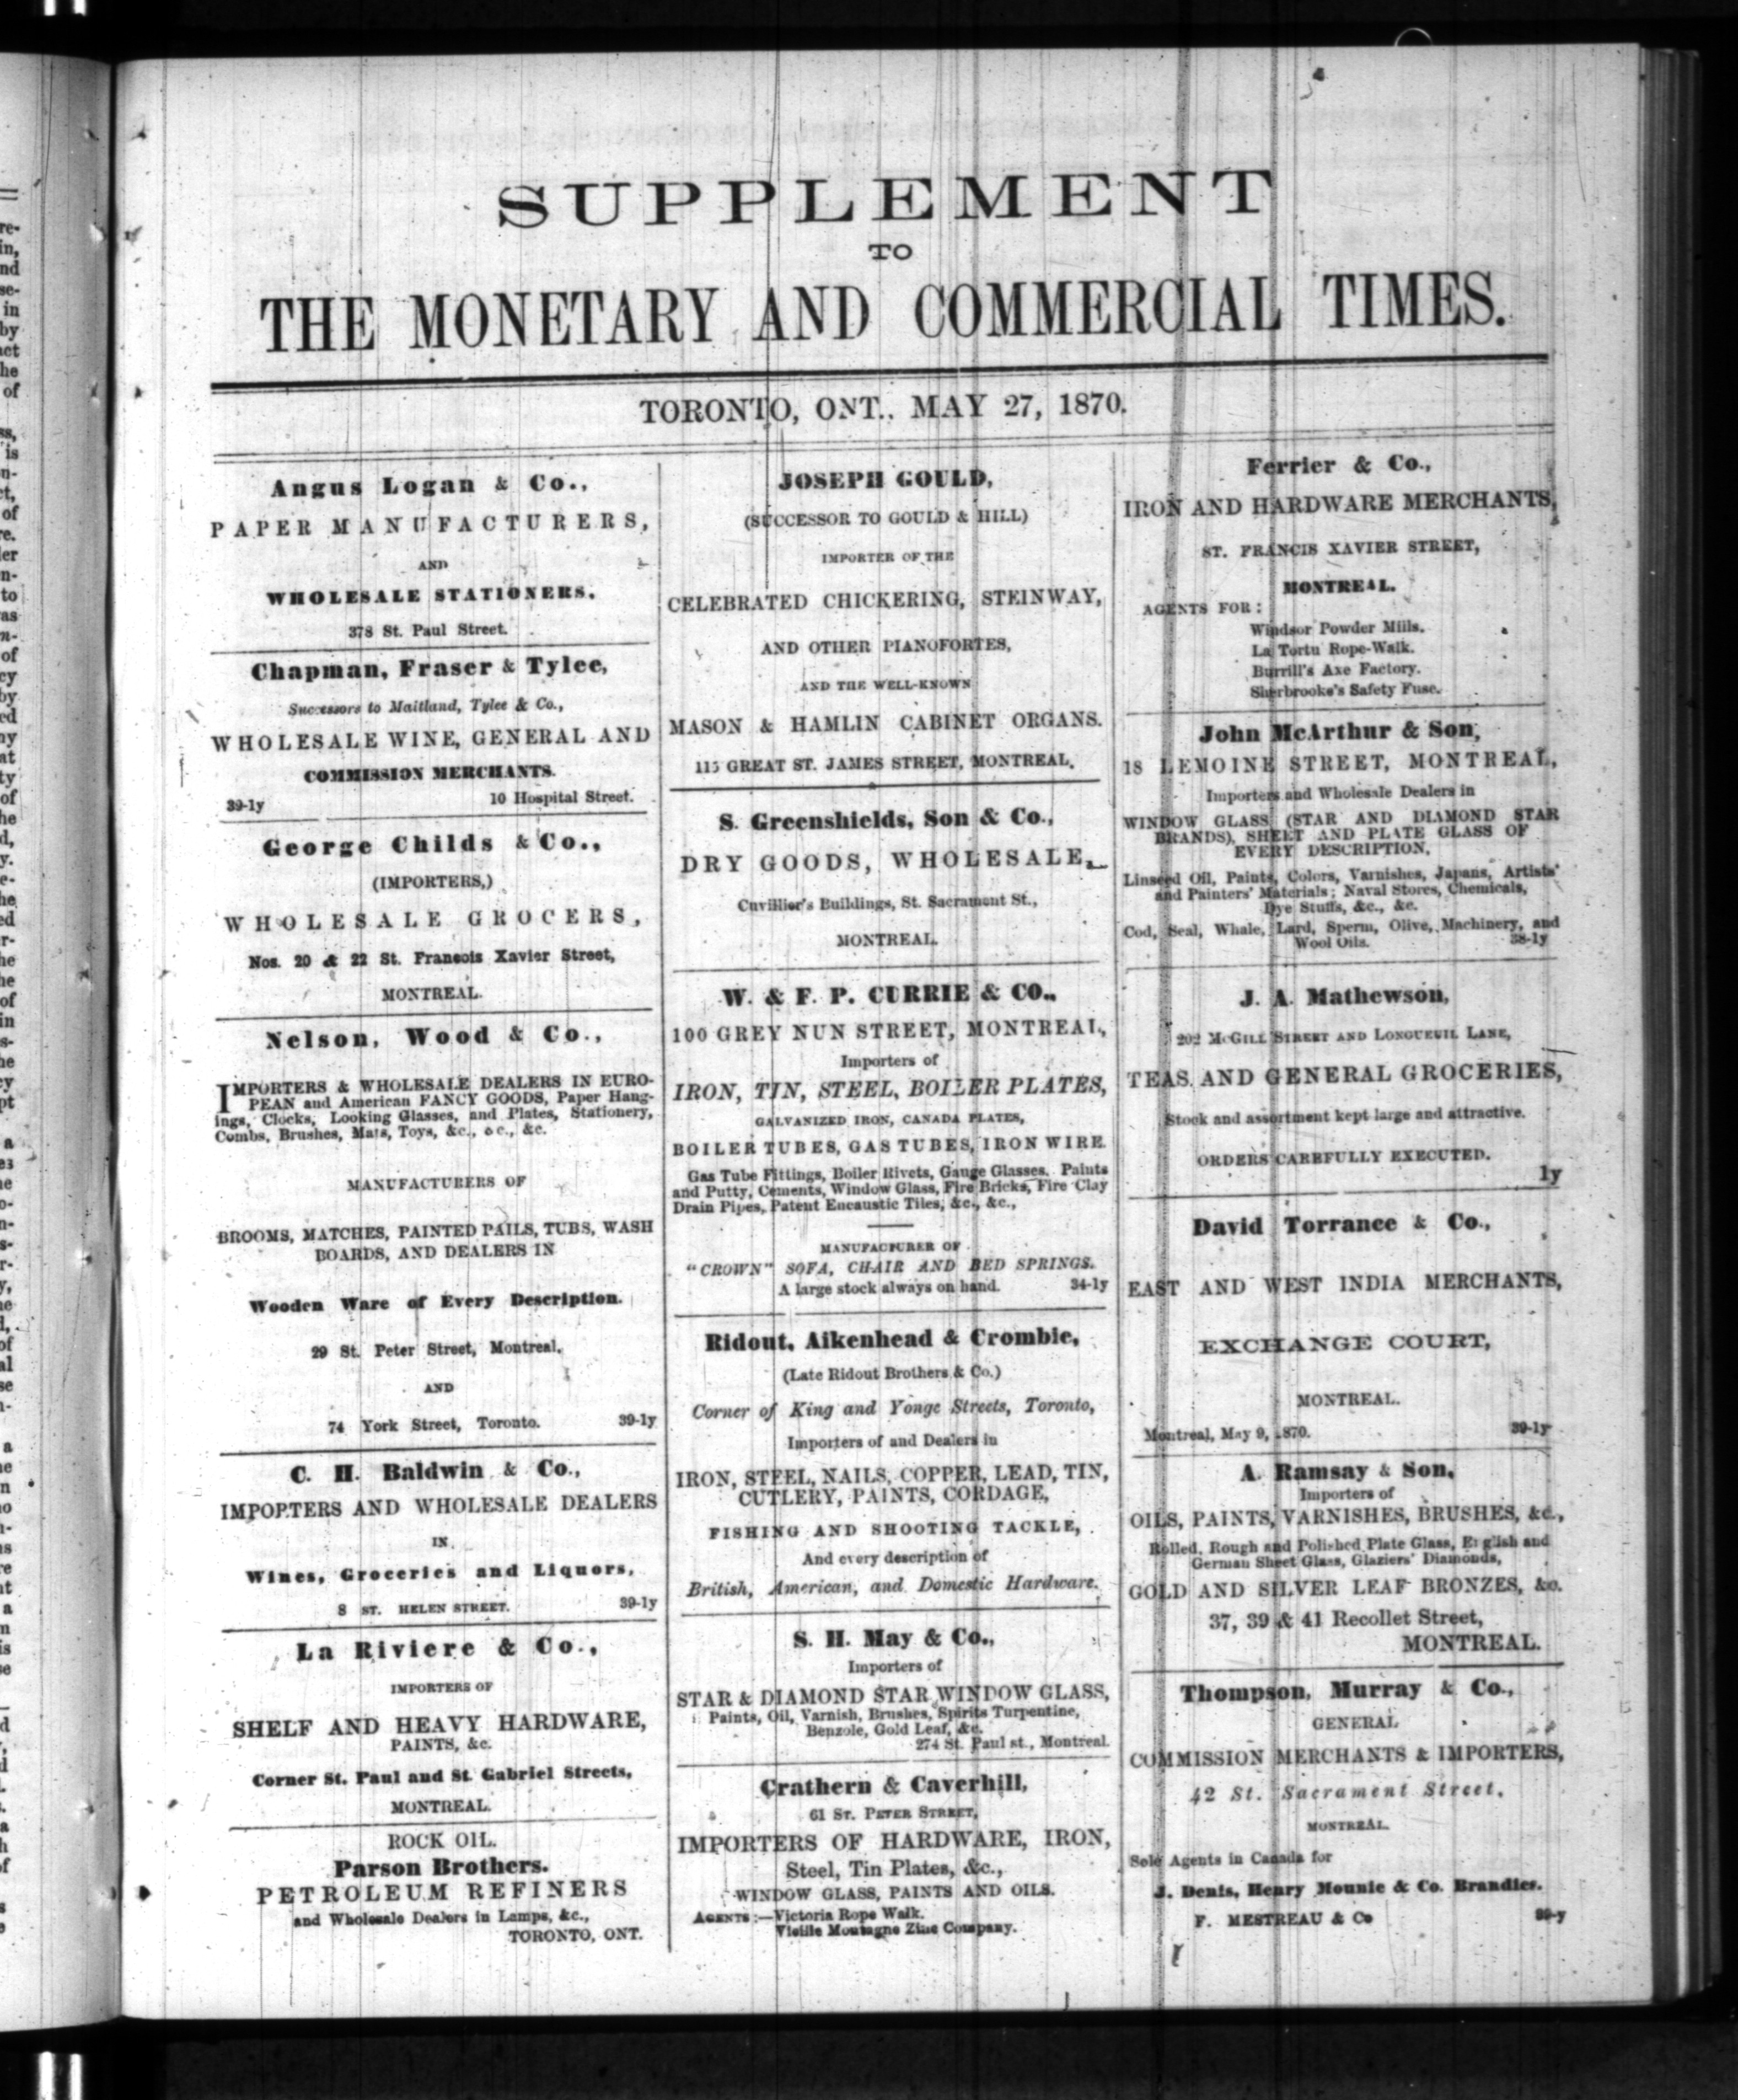 SUPPLEMENT
TO
THE MONETARY AND COMMERCIAL TIMES.
TORONTO, ONT., MAY 27, 1870.
Angus Logan & Co.,
PAPER MANUFACTURERS,
AND
WHOLESALE STATIONERS.
378 St. Paul Street.
Chapman, Fraser & Tylee,
Successors to Maitland, Tylee & Co.,
WHOLESALE WINE, GENERAL AND
COMMISSION MERCHANTS.
39-1y 10 Hospital Street.
George Childs & Co.,
(IMPORTERS,)
WHOLESALE GROCERS,
Nos. 20 & 22 St. Francois Xavier Street,
MONTREAL.
Nelson, Wood & Co.,
IMPORTERS & WHOLESALE DEALERS IN EURO-
PEAN and American FANCY GOODS, Paper Hang-
ings, Clocks, Looking Glasses, and Plates, Stationery,
Combs, Brushes, Mats, Toys, &c., &c., &c.
MANUFACTURERS OF
BROOMS, MATCHES, PAINTED PAILS, TUBS, WASH
BOARDS, AND DEALERS IN
Wooden Ware of Every Description.
29 St. Peter Street, Montreal,
AND
74 York Street, Toronto. 39-1y
C. H. Baldwin & Co.,
IMPORTERS AND WHOLESALE DEALERS
IN
Wines, Groceries and Liquors,
8 ST. HELEN STREET. 39-1y
La Riviere & Co.,
IMPORTERS OF
SHELF AND HEAVY HARDWARE,
PAINTS, &c.
Corner St. Paul and St. Gabriel Streets,
MONTREAL.
ROCK OIL.
Parson Brothers.
PETROLEUM REFINERS
and Wholesale Dealers in Lamps, &c.,
TORONTO, ONT.
JOSEPH GOULD,
(SUCCESSOR TO GOULD & HILL)
IMPORTER OF THE
CELEBRATED CHICKERING, STEINWAY,
AND OTHER PIANOFORTES,
AND THE WELL-KNOWN
MASON & HAMLIN CABINET ORGANS.
115 GREAT ST. JAMES STREET, MONTREAL.
S. Greenshields, Son & Co.,
DRY GOODS, WHOLESALE,
Cuvillier's Buildings, St. Sacrament St.,
MONTREAL.
W. & F. P. CURRIE & CO.,
100 GREY NUN STREET, MONTREAL,
Importers of
IRON, TIN, STEEL, BOILER PLATES,
GALVANIZED IRON, CANADA PLATES,
BOILER TUBES, GAS TUBES, IRON WIRE.
Gas Tube Fittings, Boiler Rivets, Gauge Glasses, Paints
and Putty, Cements, Window Glass, Fire Bricks, Fire Clay
Drain Pipes, Patent Encaustic Tiles, &c., &c.,
MANUFACTURER OF
"CROWN" SOFA, CHAIR AND BED SPRINGS.
A large stock always on hand. 34-1y
Ridout, Aikenhead & Crombie,
(Late Ridout Brothers & Co.)
Corner of King and Yonge Streets, Toronto,
Importers of and Dealers in
IRON, STEEL, NAILS, COPPER, LEAD, TIN,
CUTLERY, PAINTS, CORDAGE,
FISHING AND SHOOTING TACKLE,
And every description of
British, American, and Domestic Hardware.
S. H. May & Co.,
Importers of
STAR & DIAMOND STAR WINDOW GLASS,
Paints, Oil, Varnish, Brushes, Spirits Turpentine,
Benzole, Gold Leaf, &c.
274 St. Paul st., Montreal.
Crathern & Caverhill,
61 ST. PETER STREET,
IMPORTERS OF HARDWARE, IRON,
Steel, Tin Plates, &c.,
WINDOW GLASS, PAINTS AND OILS.
AGENTS:—Victoria Rope Walk.
Vieille Montagne Zinc Company.
Ferrier & Co.,
IRON AND HARDWARE MERCHANTS,
ST. FRANCIS XAVIER STREET,
MONTREAL.
AGENTS FOR:
Windsor Powder Mills.
La Tortu Rope-Walk.
Burrill's Axe Factory.
Sherbrooke's Safety Fuse.
John McArthur & Son,
18 LEMOINE STREET, MONTREAL,
Importers and Wholesale Dealers in
WINDOW GLASS (STAR AND DIAMOND STAR
BRANDS), SHEET AND PLATE GLASS OF
EVERY DESCRIPTION.
Linseed Oil, Paints, Colors, Varnishes, Japans, Artists'
and Painters' Materials; Naval Stores, Chemicals,
Dye Stuffs, &c., &c.
Cod, Seal, Whale, Lard, Sperm, Olive, Machinery, and
Wool Oils. 38-1y
J. A. Mathewson,
202 MCGILL STREET AND LONGUEUIL LANE,
TEAS, AND GENERAL GROCERIES,
Stock and assortment kept large and attractive.
ORDERS CAREFULLY EXECUTED.
1y
David Torrance & Co.,
EAST AND WEST INDIA MERCHANTS,
EXCHANGE COURT,
MONTREAL.
Montreal, May 9, 1870. 39-1y
A. Ramsay & Son,
Importers of
OILS, PAINTS, VARNISHES, BRUSHES, &c.,
Rolled, Rough and Polished Plate Glass, English and
German Sheet Glass, Glaziers' Diamonds,
GOLD AND SILVER LEAF BRONZES, &c.
37, 39 & 41 Recollet Street,
MONTREAL.
Thompson, Murray & Co.,
GENERAL
COMMISSION MERCHANTS & IMPORTERS,
42 St. Sacrament Street,
MONTREAL.
Sole Agents in Canada for
J. Denis, Henry Mounie & Co. Brandies.
F. MESTREAU & Co 39-y